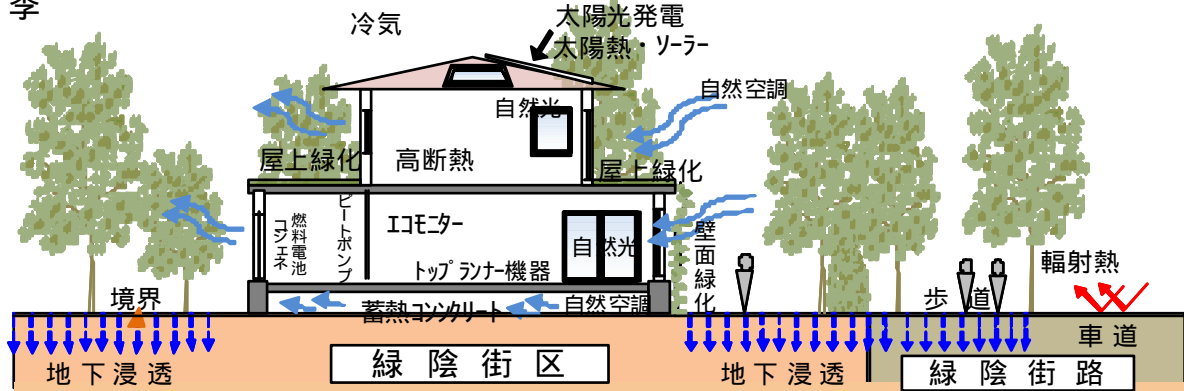 季
冷気
太陽光発電
太陽熱・ソーラー
自然空調
自然光
屋上緑化
高断熱
屋上緑化
燃料電池
コジェネ
ヒートポンプ
エコモニター
自然光
壁面緑化
トップランナー機器
輻射熱
境界
蓄熱コンクリート
自然空調
歩道
車道
地下浸透
緑陰街区
地下浸透
緑陰街路